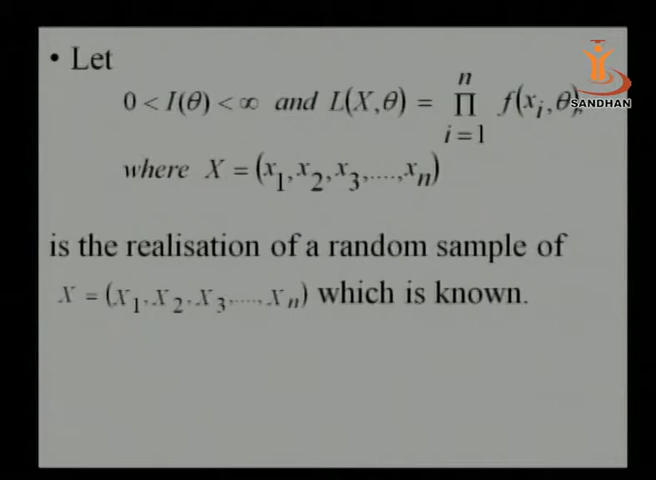 • Let
0 < I(θ) < ∞ and L(X,θ) = ∏_{i=1}^{n} f(x_i,θ),
SANDHAN
where X = (x_1, x_2, x_3,....,x_n)
is the realisation of a random sample of
X = (X_1, X_2, X_3,....., X_n) which is known.